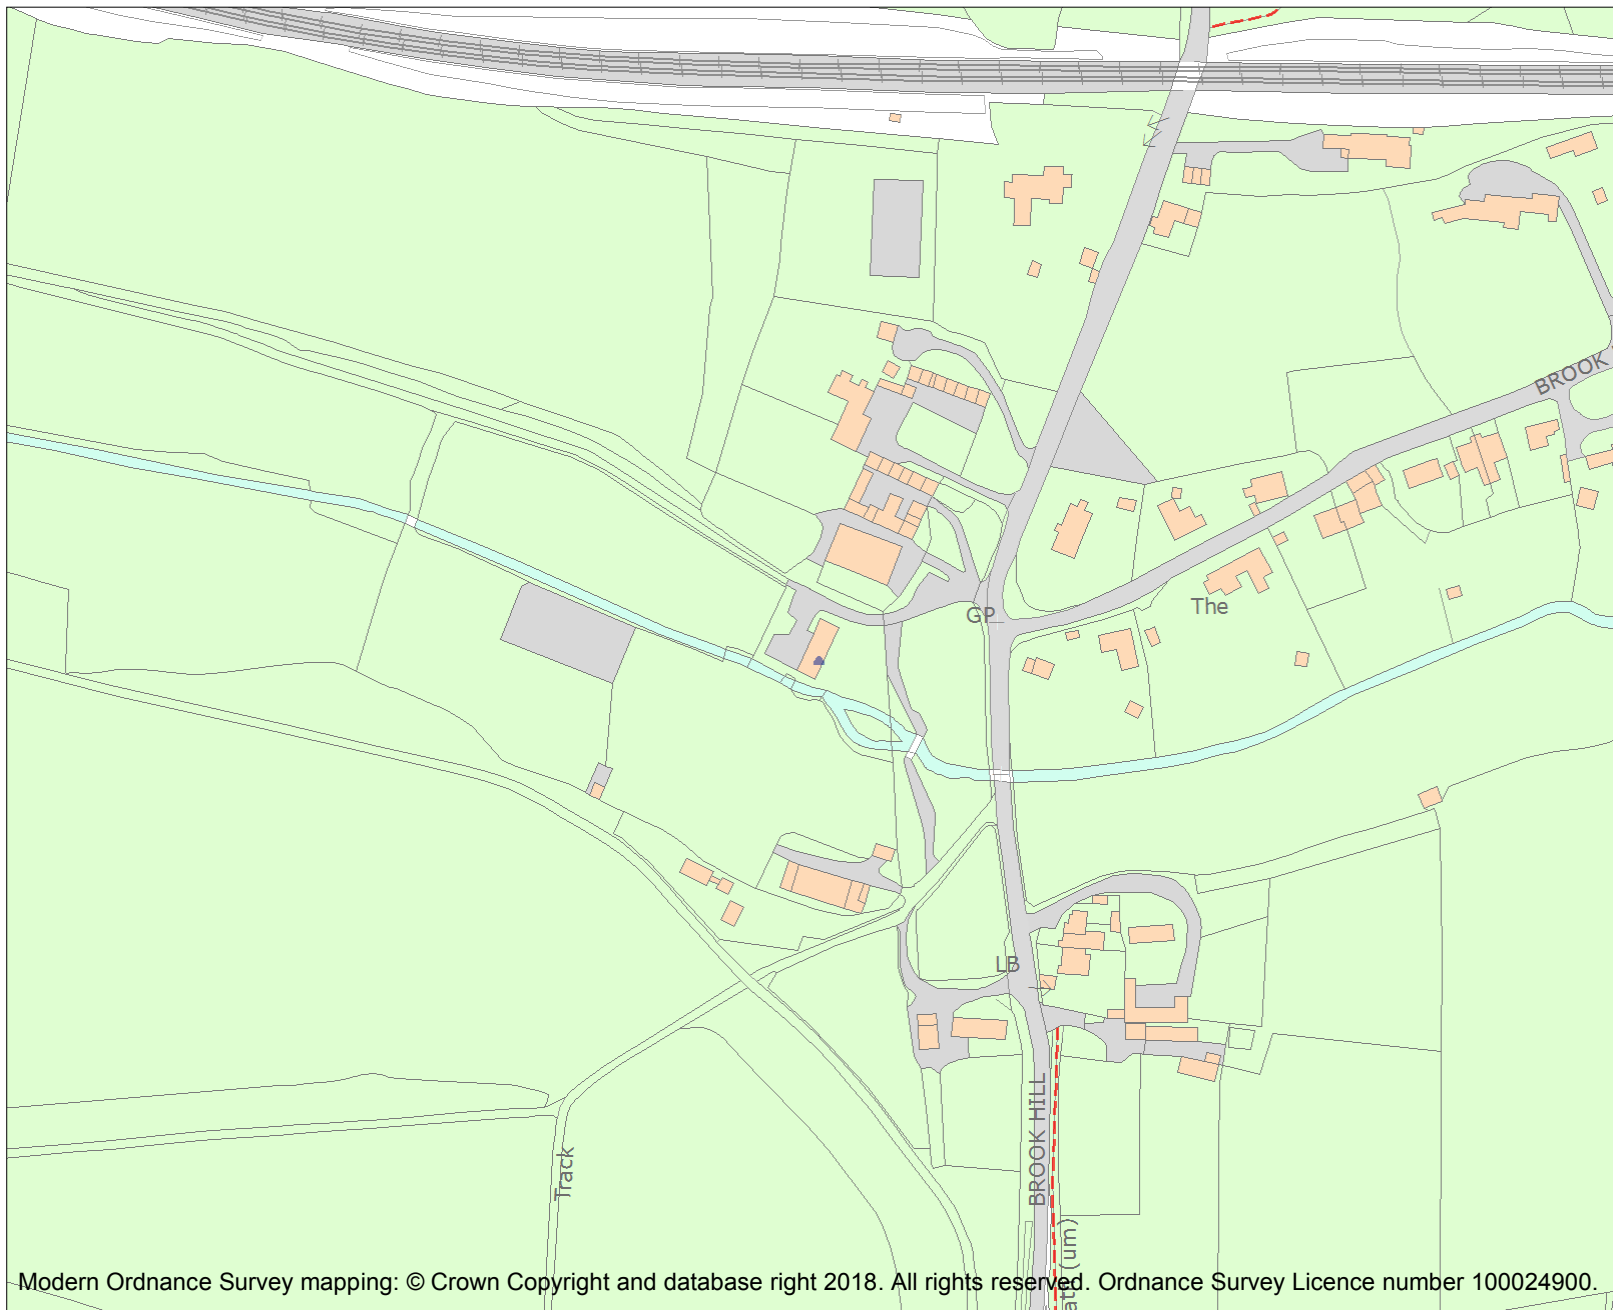 BROOK
The
GP
LB
BROOK HILL
Track
(um)
Modern Ordnance Survey mapping: © Crown Copyright and database right 2018. All rights reserved. Ordnance Survey Licence number 100024900.